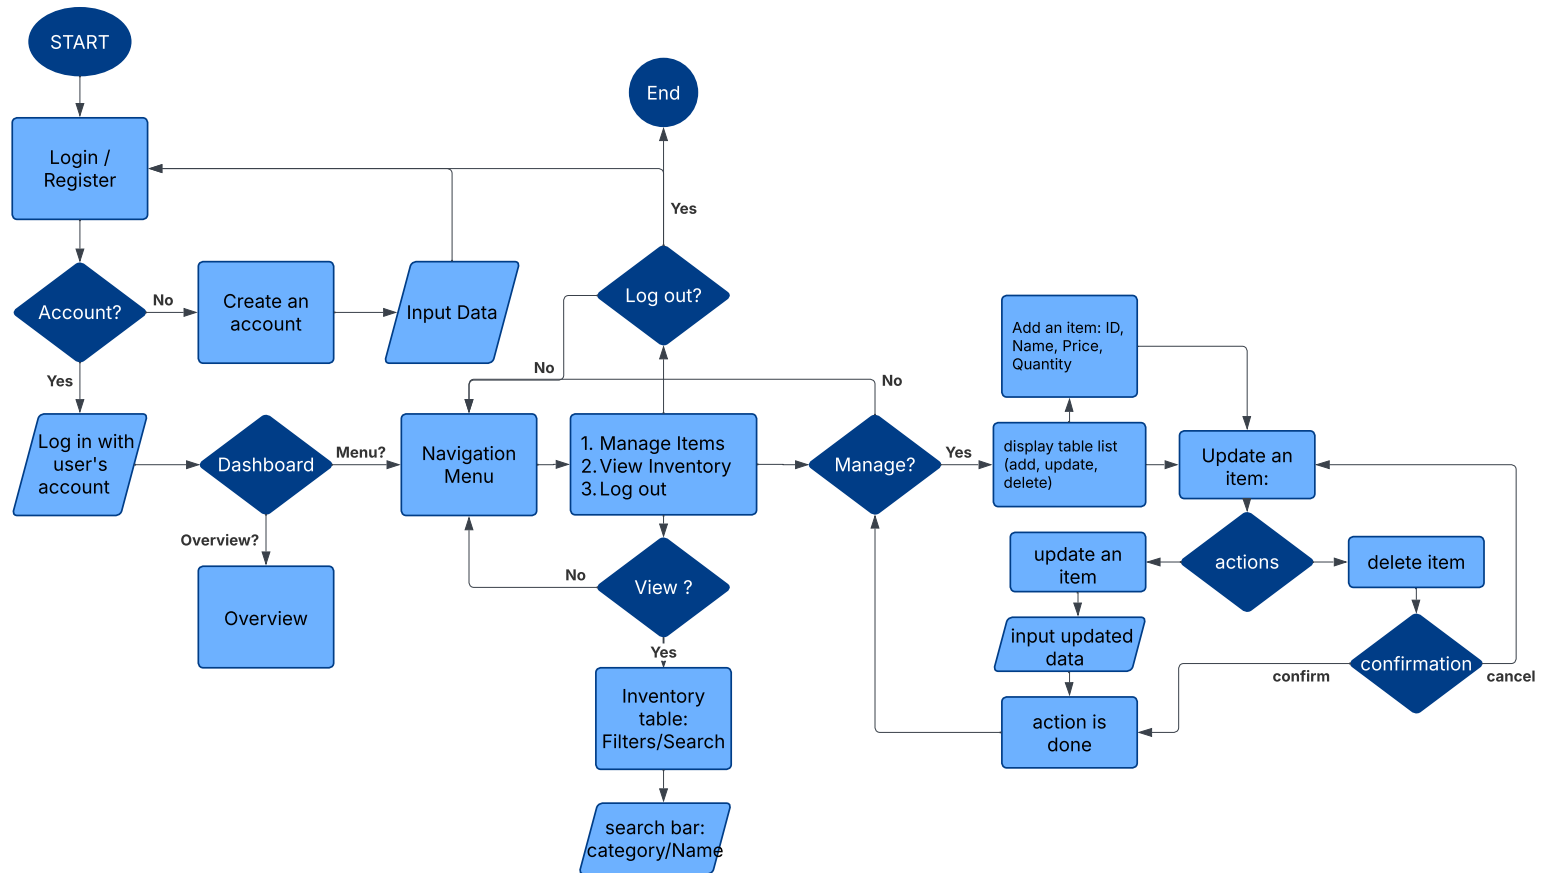 START
End
Login /
Register
Yes
Account?
No
Create an
account
Input Data
Log out?
Add an item: ID,
Name, Price,
Quantity
Yes
No
No
Log in with
user's
account
Dashboard
Menu?
Navigation
Menu
1. Manage Items
2. View Inventory
3. Log out
Manage?
Yes
display table list
(add, update,
delete)
Update an
item:
Overview?
Overview
No
View ?
Yes
update an
item
actions
delete item
input updated
data
confirmation
confirm
cancel
action is
done
Inventory
table:
Filters/Search
search bar:
category/Name